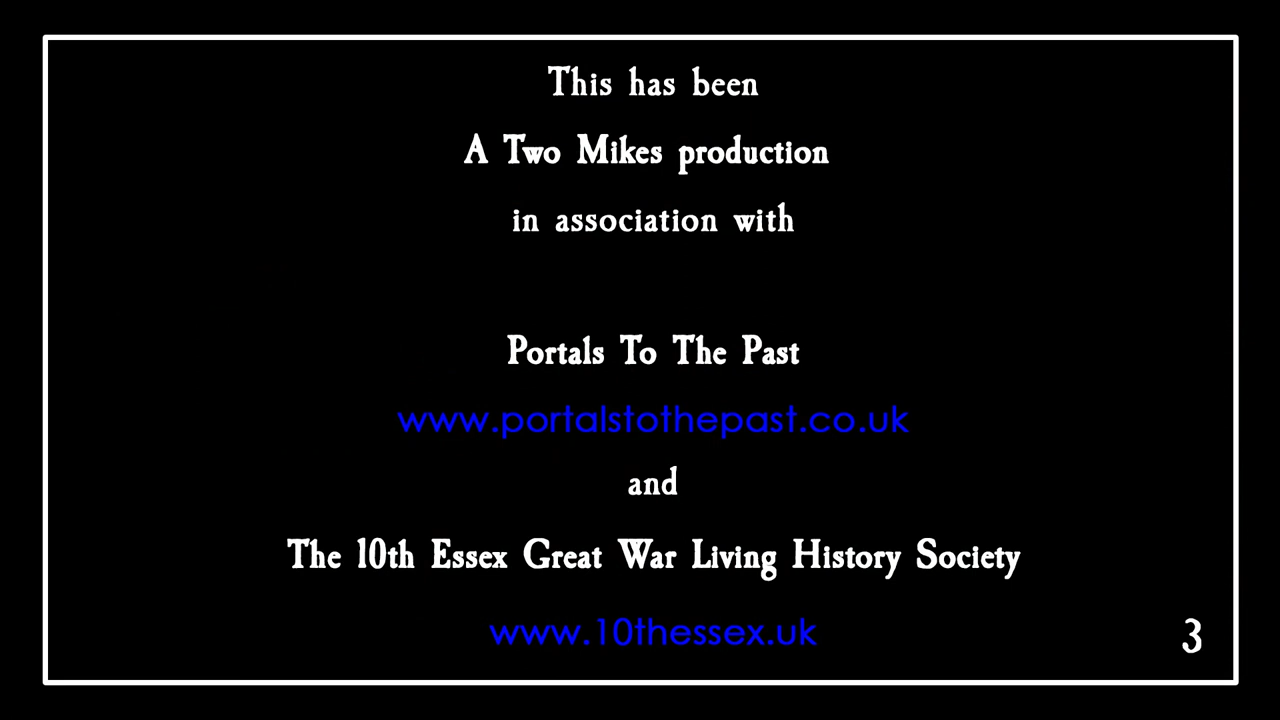 This has been
A Two Mikes production
in association with
Portals To The Past
www.portalstothepast.co.uk
and
The 10th Essex Great War Living History Society
www.10thessex.uk
3